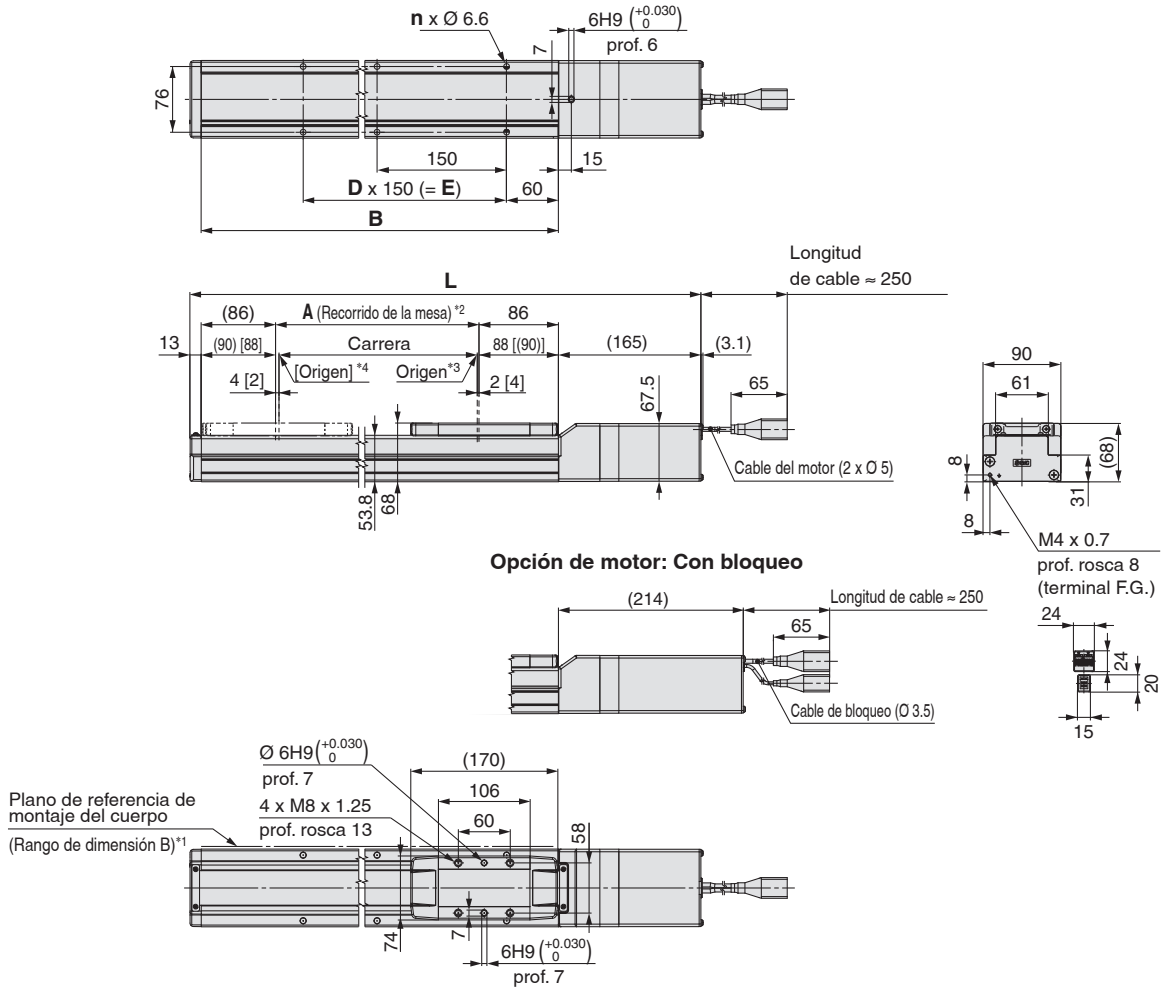 n x Ø 6.6
6H9 (+0.030 0)
prof. 6
7
76
150
15
D x 150 (= E)
60
B
Longitud
de cable ≈ 250
L
(86)
A (Recorrido de la mesa) *2
86
13
(90) [88]
Carrera
88 [(90)]
(165)
(3.1)
[Origen] *4
Origen*3
4 [2]
2 [4]
67.5
65
90
61
(68)
8
31
8
53.8
68
Cable del motor (2 x Ø 5)
M4 x 0.7
prof. rosca 8
(terminal F.G.)
Opción de motor: Con bloqueo
(214)
Longitud de cable ≈ 250
65
24
24
20
15
Cable de bloqueo (Ø 3.5)
Ø 6H9 (+0.030 0)
prof. 7
(170)
Plano de referencia de
montaje del cuerpo
(Rango de dimensión B)*1
4 x M8 x 1.25
prof. rosca 13
106
60
58
74
7
6H9 (+0.030 0)
prof. 7